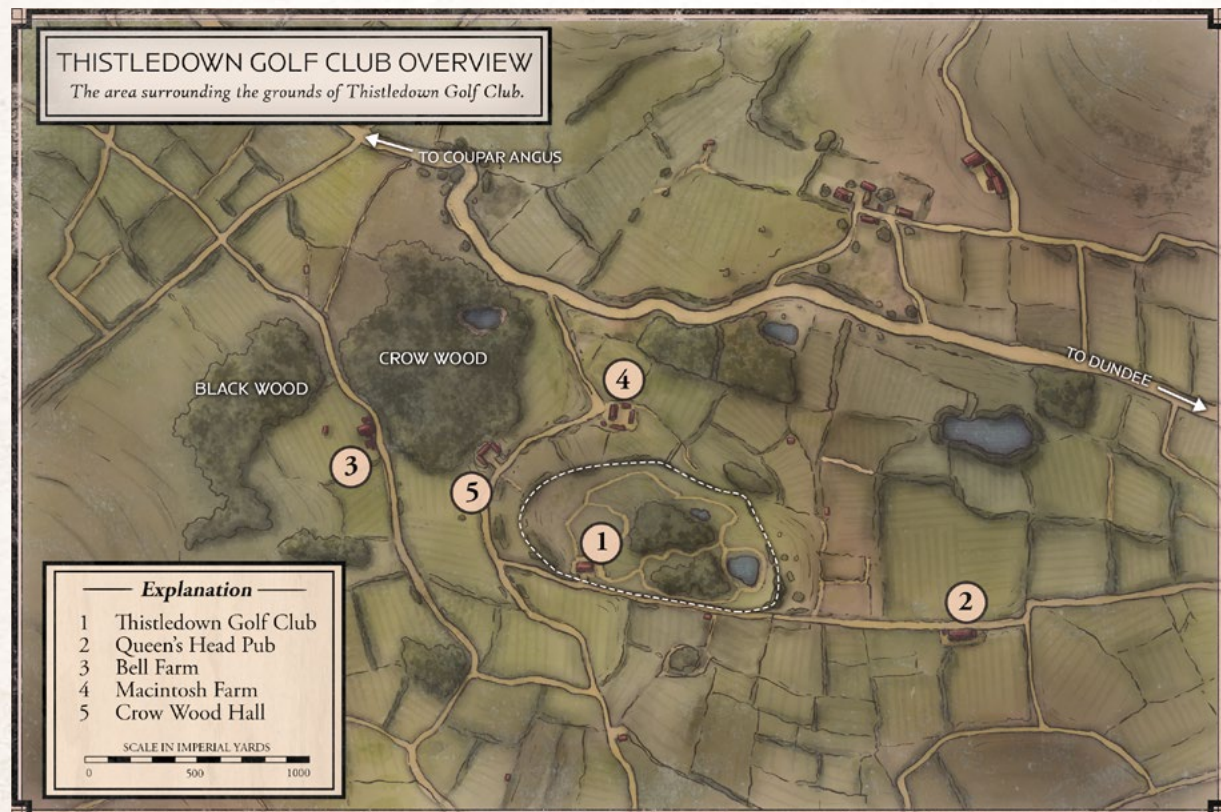 THISTLEDOWN GOLF CLUB OVERVIEW
The area surrounding the grounds of Thistledown Golf Club.
TO COUPAR ANGUS
CROW WOOD
BLACK WOOD
TO DUNDEE
4
3
5
1
2
Explanation
1 Thistledown Golf Club
2 Queen's Head Pub
3 Bell Farm
4 Macintosh Farm
5 Crow Wood Hall
SCALE IN IMPERIAL YARDS
0 500 1000